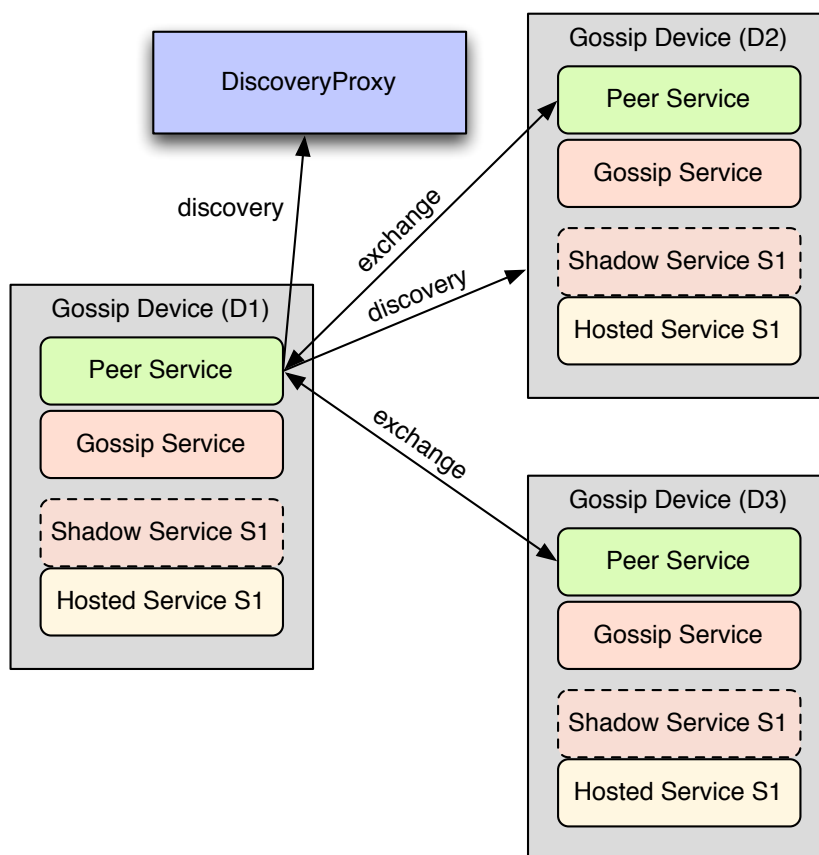 DiscoveryProxy
discovery
Gossip Device (D1)
Peer Service
Gossip Service
Shadow Service S1
Hosted Service S1
exchange
discovery
exchange
Gossip Device (D2)
Peer Service
Gossip Service
Shadow Service S1
Hosted Service S1
Gossip Device (D3)
Peer Service
Gossip Service
Shadow Service S1
Hosted Service S1